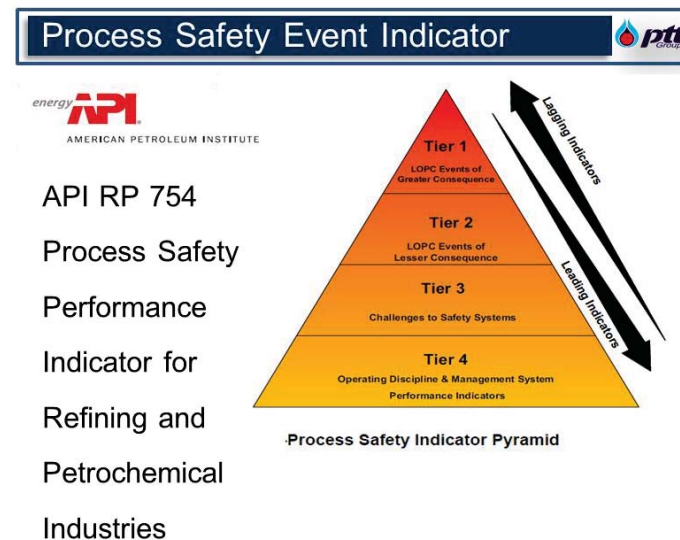 Process Safety Event Indicator
ptt
Group
energy API
AMERICAN PETROLEUM INSTITUTE
API RP 754
Process Safety
Performance
Indicator for
Refining and
Petrochemical
Industries
Tier 1
LOPC Events of
Greater Consequence
Tier 2
LOPC Events of
Lesser Consequence
Tier 3
Challenges to Safety Systems
Tier 4
Operating Discipline & Management System
Performance Indicators
Lagging Indicators
Leading Indicators
Process Safety Indicator Pyramid